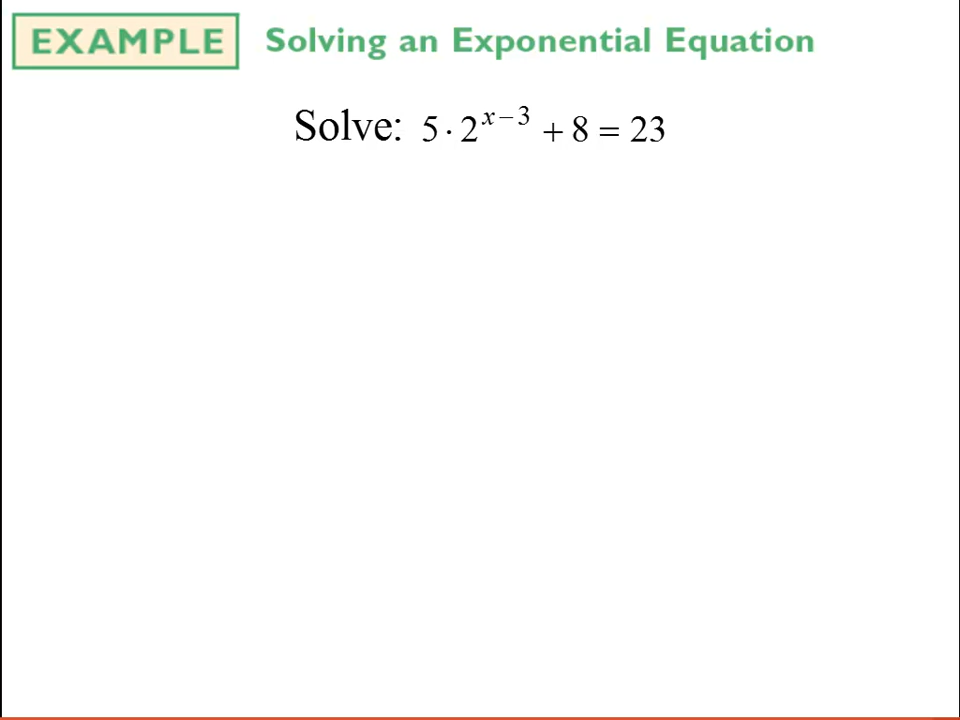 EXAMPLE Solving an Exponential Equation
Solve: 5 · 2^{x−3} + 8 = 23